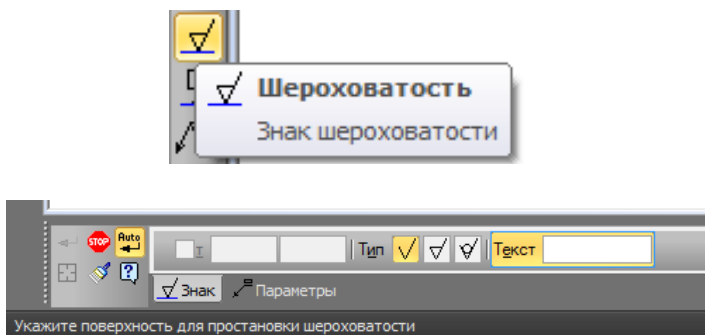 Шероховатость
Знак шероховатости
STOP Auto т Тип Текст
Знак Параметры
Укажите поверхность для простановки шероховатости